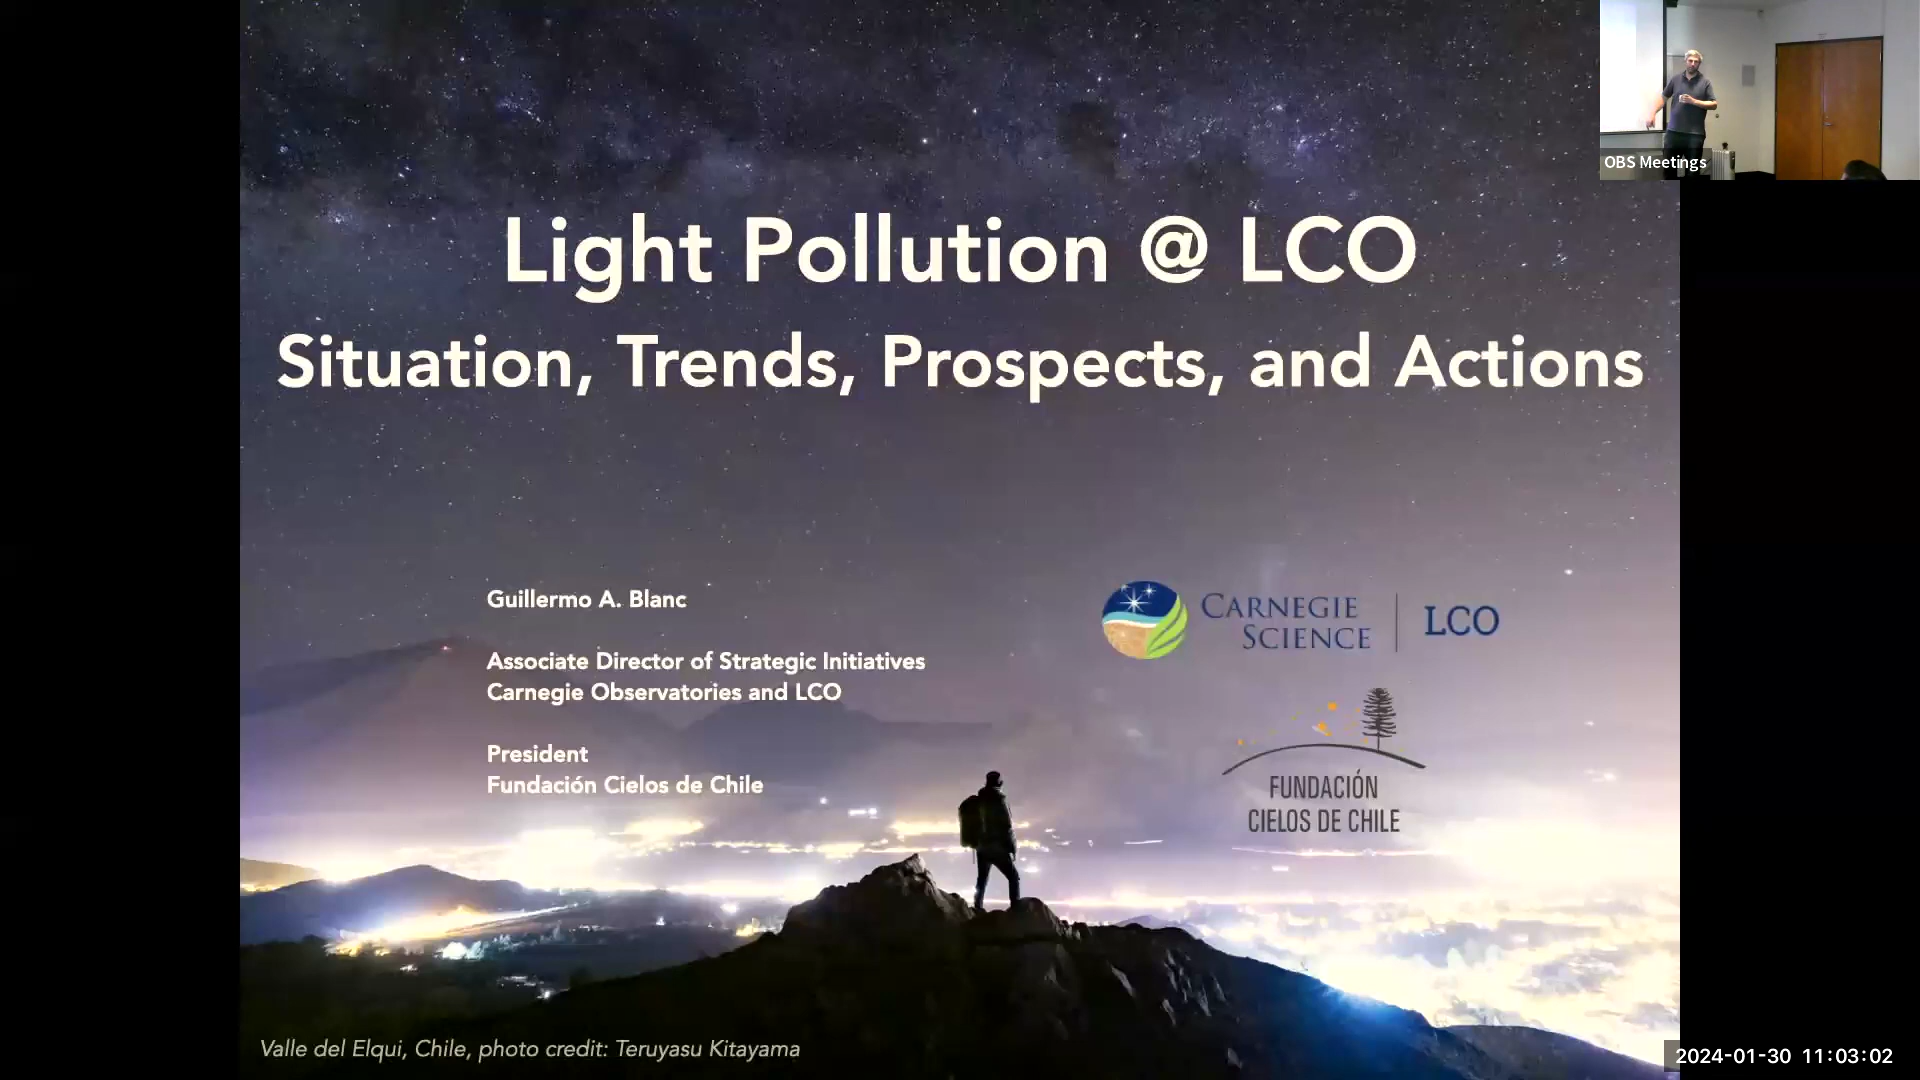 OBS Meetings
Light Pollution @ LCO
Situation, Trends, Prospects, and Actions
Guillermo A. Blanc
Associate Director of Strategic Initiatives
Carnegie Observatories and LCO
President
Fundación Cielos de Chile
CARNEGIE
SCIENCE
LCO
FUNDACIÓN
CIELOS DE CHILE
Valle del Elqui, Chile, photo credit: Teruyasu Kitayama
2024-01-30 11:03:02